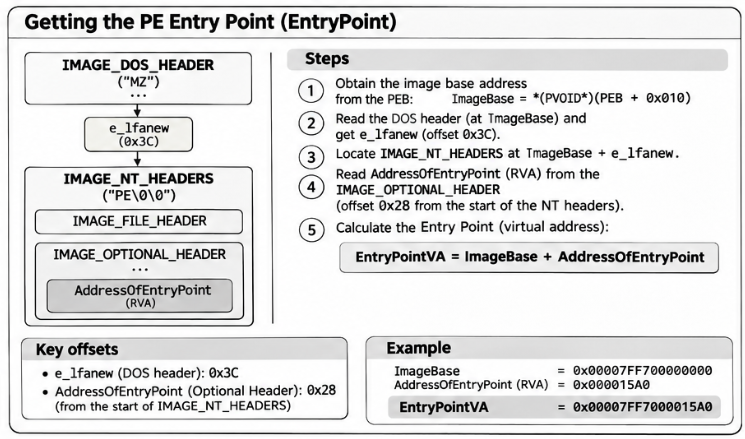 Getting the PE Entry Point (EntryPoint)
IMAGE_DOS_HEADER
("MZ")
...
e_lfanew
(0x3C)
IMAGE_NT_HEADERS
("PE\0\0")
IMAGE_FILE_HEADER
IMAGE_OPTIONAL_HEADER
...
AddressOfEntryPoint
(RVA)
Steps
1 Obtain the image base address
from the PEB: ImageBase = *(PVOID*)(PEB + 0x010)
2 Read the DOS header (at ImageBase) and
get e_lfanew (offset 0x3C).
3 Locate IMAGE_NT_HEADERS at ImageBase + e_lfanew.
4 Read AddressOfEntryPoint (RVA) from the
IMAGE_OPTIONAL_HEADER
(offset 0x28 from the start of the NT headers).
5 Calculate the Entry Point (virtual address):
EntryPointVA = ImageBase + AddressOfEntryPoint
Key offsets
• e_lfanew (DOS header): 0x3C
• AddressOfEntryPoint (Optional Header): 0x28
(from the start of IMAGE_NT_HEADERS)
Example
ImageBase = 0x00007FF700000000
AddressOfEntryPoint (RVA) = 0x000015A0
EntryPointVA = 0x00007FF7000015A0